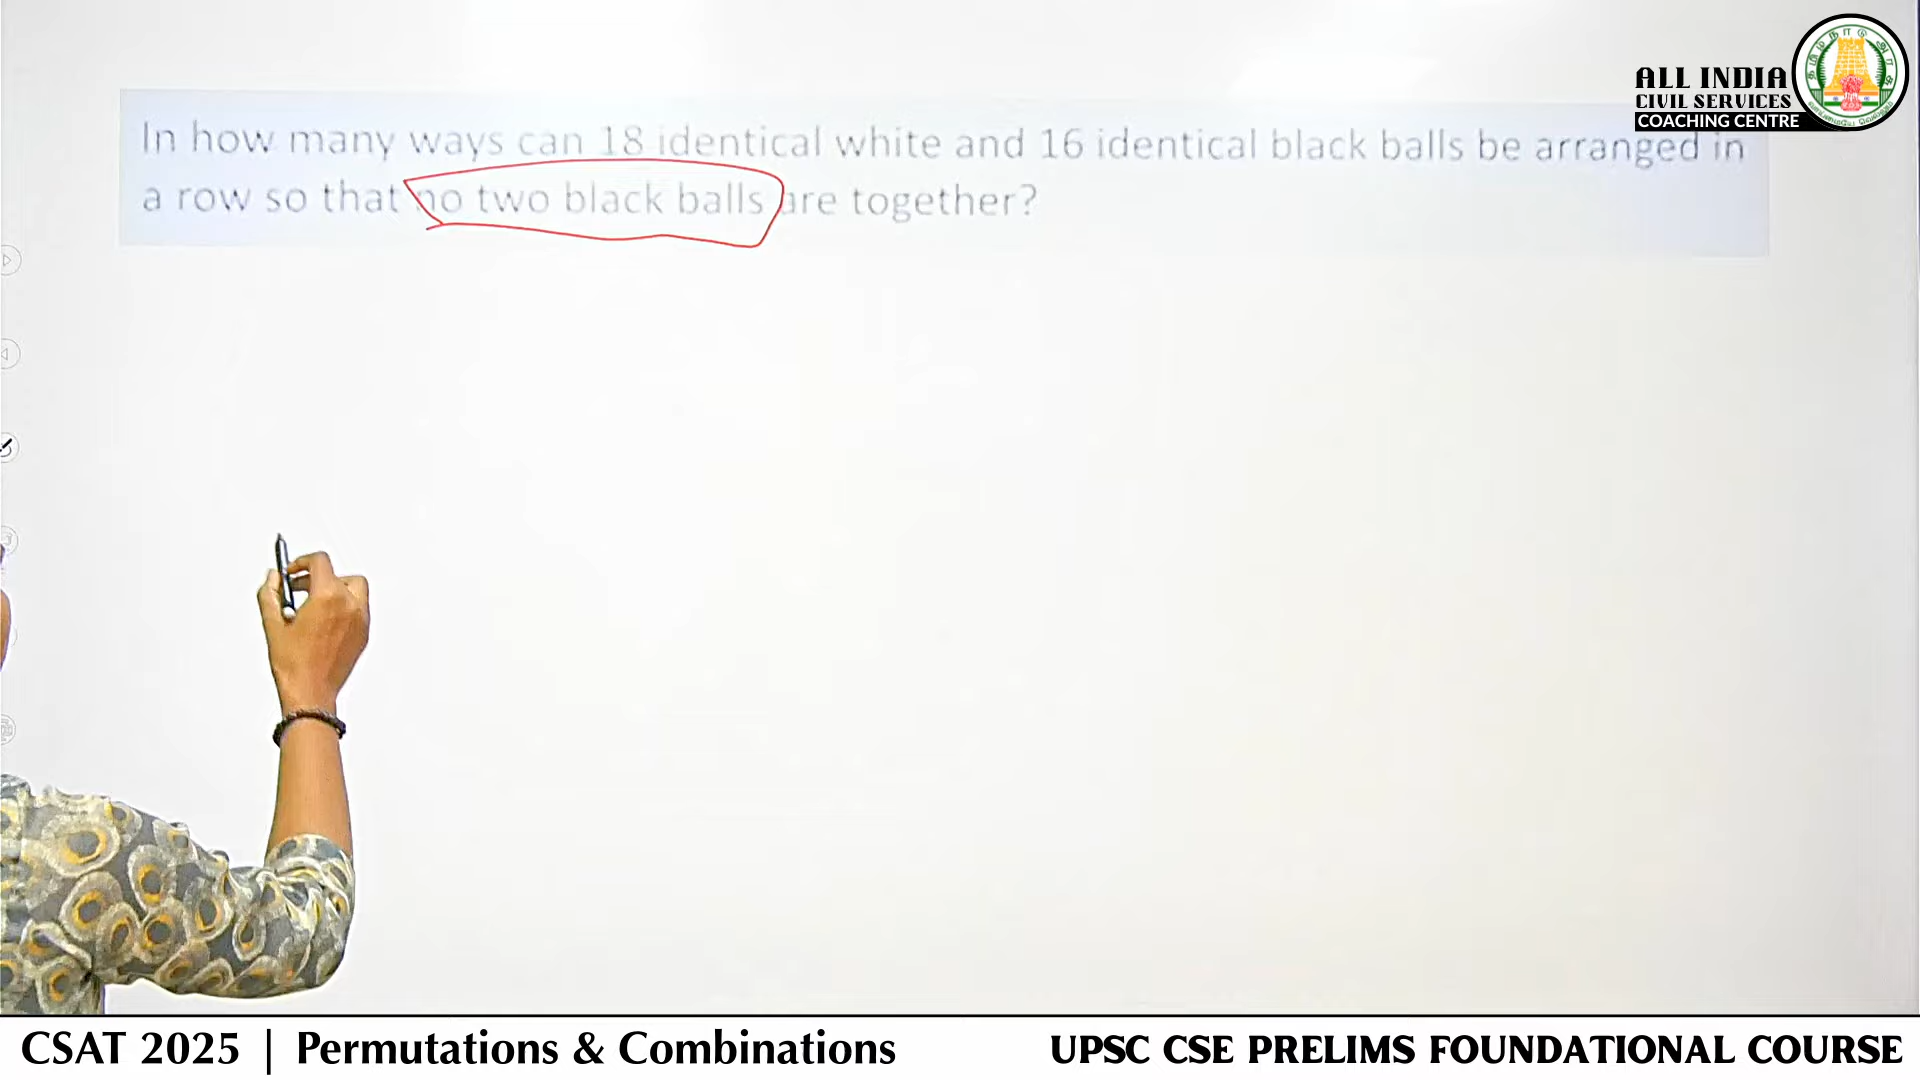 ALL INDIA
CIVIL SERVICES
COACHING CENTRE
In how many ways can 18 identical white and 16 identical black balls be arranged in
a row so that no two black balls are together?
CSAT 2025 | Permutations & Combinations
UPSC CSE PRELIMS FOUNDATIONAL COURSE